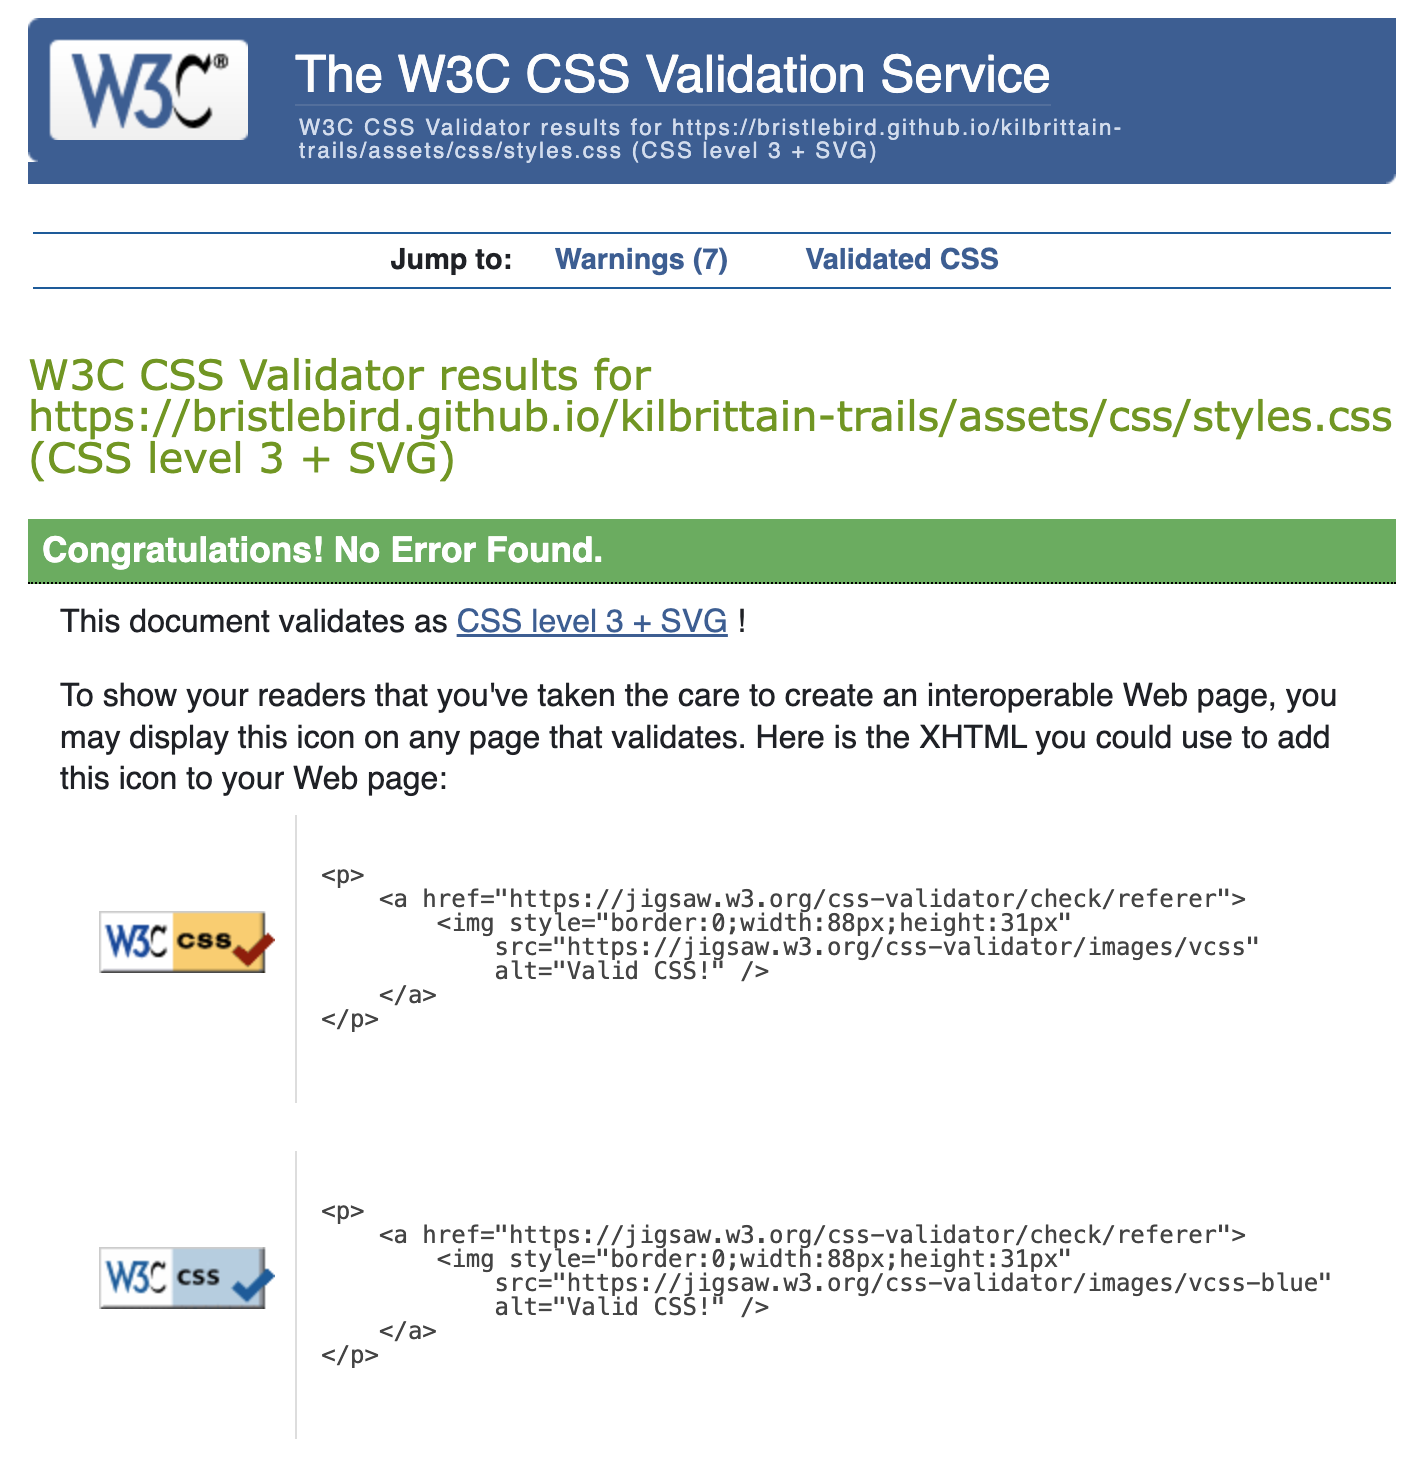 W3C®
The W3C CSS Validation Service
W3C CSS Validator results for https://bristlebird.github.io/kilbrittain-
trails/assets/css/styles.css (CSS level 3 + SVG)
Jump to: Warnings (7) Validated CSS
W3C CSS Validator results for
https://bristlebird.github.io/kilbrittain-trails/assets/css/styles.css
(CSS level 3 + SVG)
Congratulations! No Error Found.
This document validates as CSS level 3 + SVG !
To show your readers that you've taken the care to create an interoperable Web page, you
may display this icon on any page that validates. Here is the XHTML you could use to add
this icon to your Web page:
W3C CSS
<p>
    <a href="https://jigsaw.w3.org/css-validator/check/referer">
        <img style="border:0;width:88px;height:31px"
            src="https://jigsaw.w3.org/css-validator/images/vcss"
            alt="Valid CSS!" />
    </a>
</p>
W3C CSS
<p>
    <a href="https://jigsaw.w3.org/css-validator/check/referer">
        <img style="border:0;width:88px;height:31px"
            src="https://jigsaw.w3.org/css-validator/images/vcss-blue"
            alt="Valid CSS!" />
    </a>
</p>